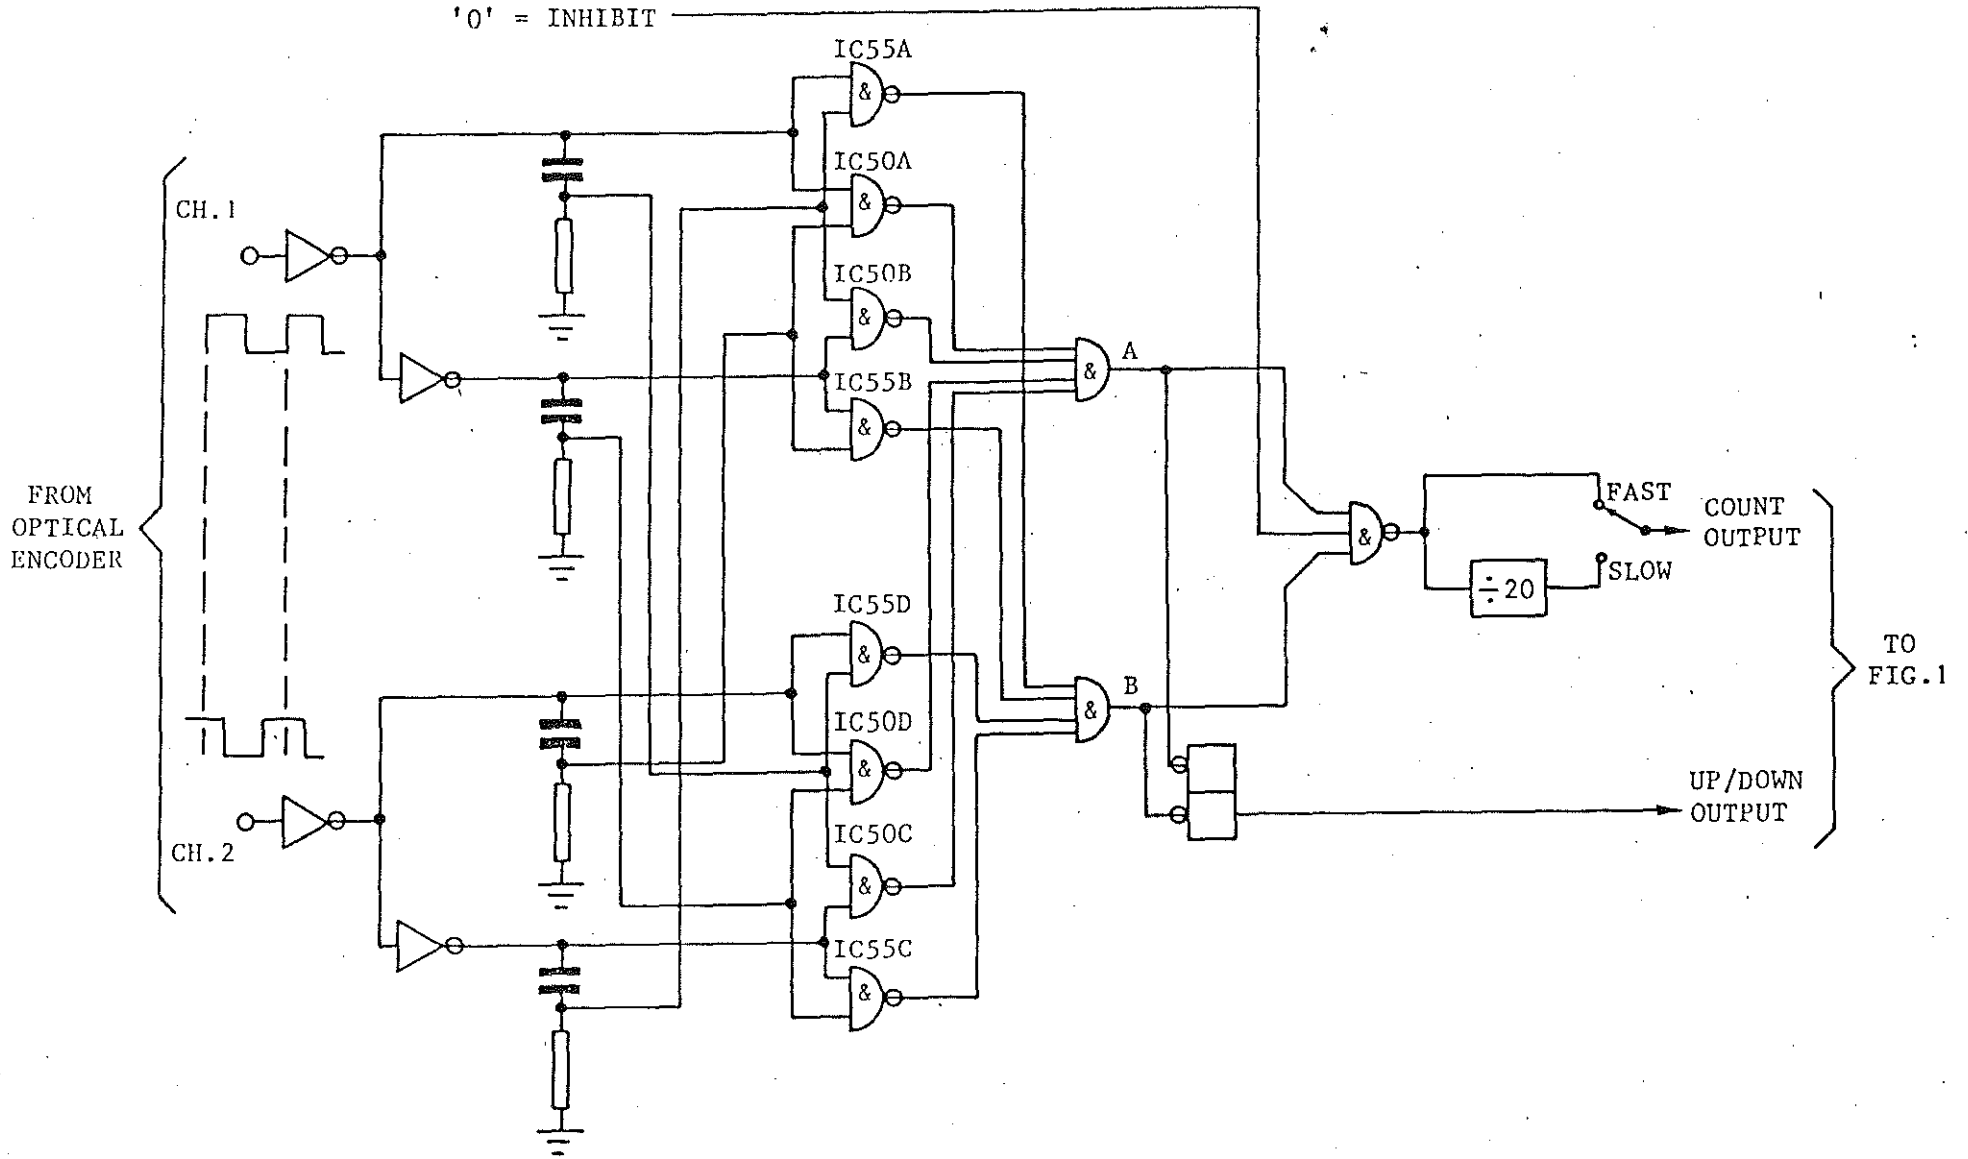 '0' = INHIBIT
IC55A
&
IC50A
CH.1
&
IC50B
&
A
&
IC55B
&
FROM
OPTICAL
ENCODER
FAST
COUNT
OUTPUT
&
SLOW
÷20
IC55D
&
TO
FIG.1
B
&
IC50D
&
UP/DOWN
OUTPUT
CH.2
IC50C
&
IC55C
&